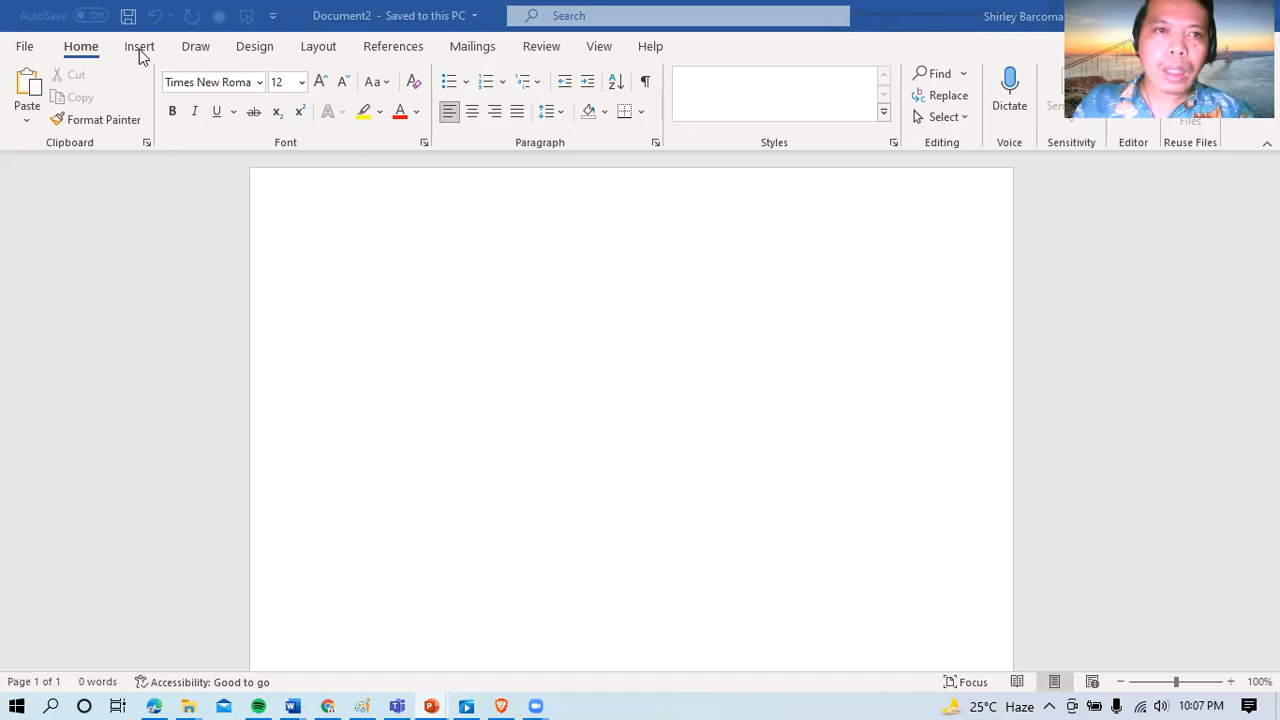 AutoSave Off Document2 - Saved to this PC Search Shirley Barcoma
File Home Insert Draw Design Layout References Mailings Review View Help
Paste
Cut
Copy
Format Painter
Clipboard
Times New Roma 12
Font
Paragraph
Styles
Find
Replace
Select
Editing
Dictate
Voice
Sensitivity
Editor
Files
Reuse Files
Page 1 of 1 0 words Accessibility: Good to go Focus 100%
25°C Haze 10:07 PM